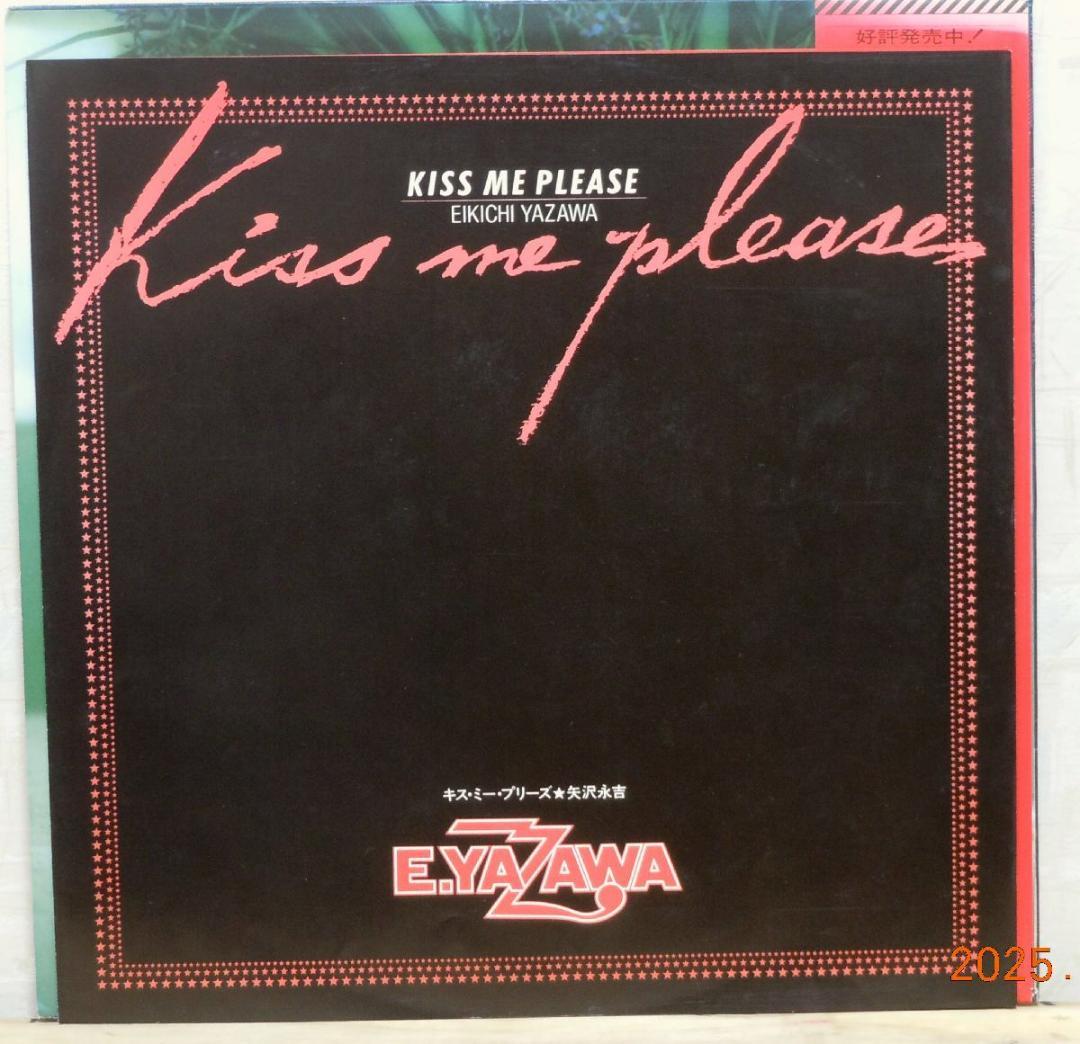 好評発売中!
KISS ME PLEASE
EIKICHI YAZAWA
Kiss me please
キス・ミー・プリーズ★矢沢永吉
E.YAZAWA
2025.